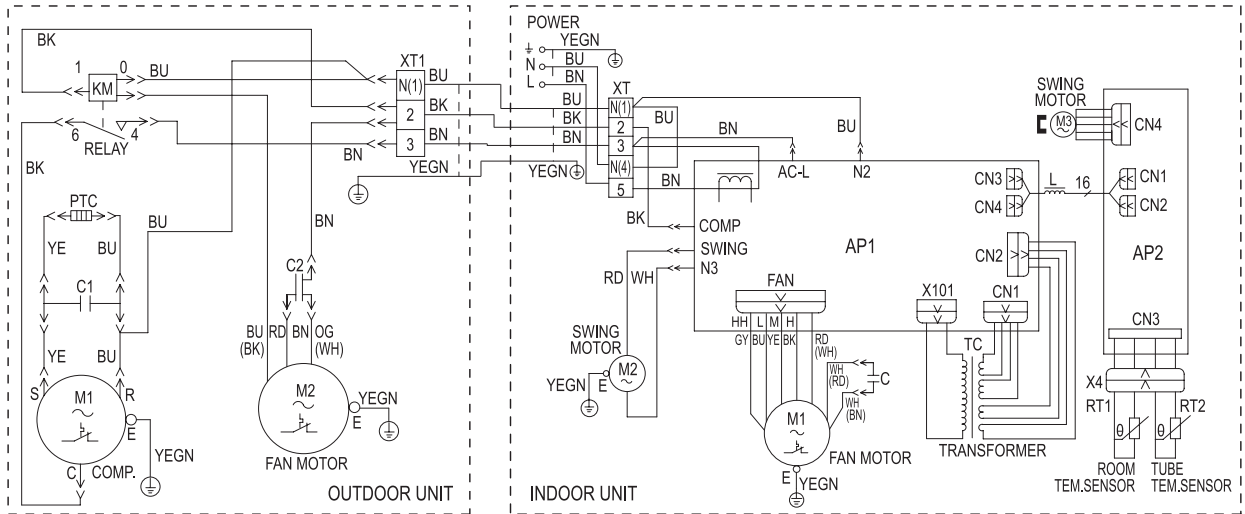 BK
1
0
BU
KM
6
4
RELAY
BK
PTC
YE
BU
BU
C1
YE
BU
S
M1
R
E
YEGN
C
COMP.
XT1
N(1)
2
3
BU
BK
BN
BN
YEGN
BN
C2
BU
(BK)
RD
BN
OG
(WH)
M2
E
YEGN
FAN MOTOR
OUTDOOR UNIT
POWER
YEGN
N
BU
L
BN
XT
BU
BK
BN
YEGN
N(1)
2
3
N(4)
5
BU
BN
BU
BN
AC-L
N2
BK
COMP
SWING
N3
RD
WH
AP1
SWING
MOTOR
M2
E
YEGN
FAN
HH
L
M
H
GY
BU
YE
BK
RD
(WH)
WH
(RD)
C
WH
(BN)
M1
FAN MOTOR
E
YEGN
X101
CN1
TC
TRANSFORMER
CN3
CN4
CN2
L
16
SWING
MOTOR
M3
CN4
CN1
CN2
AP2
CN3
X4
RT1
RT2
θ
θ
ROOM
TEM.SENSOR
TUBE
TEM.SENSOR
INDOOR UNIT